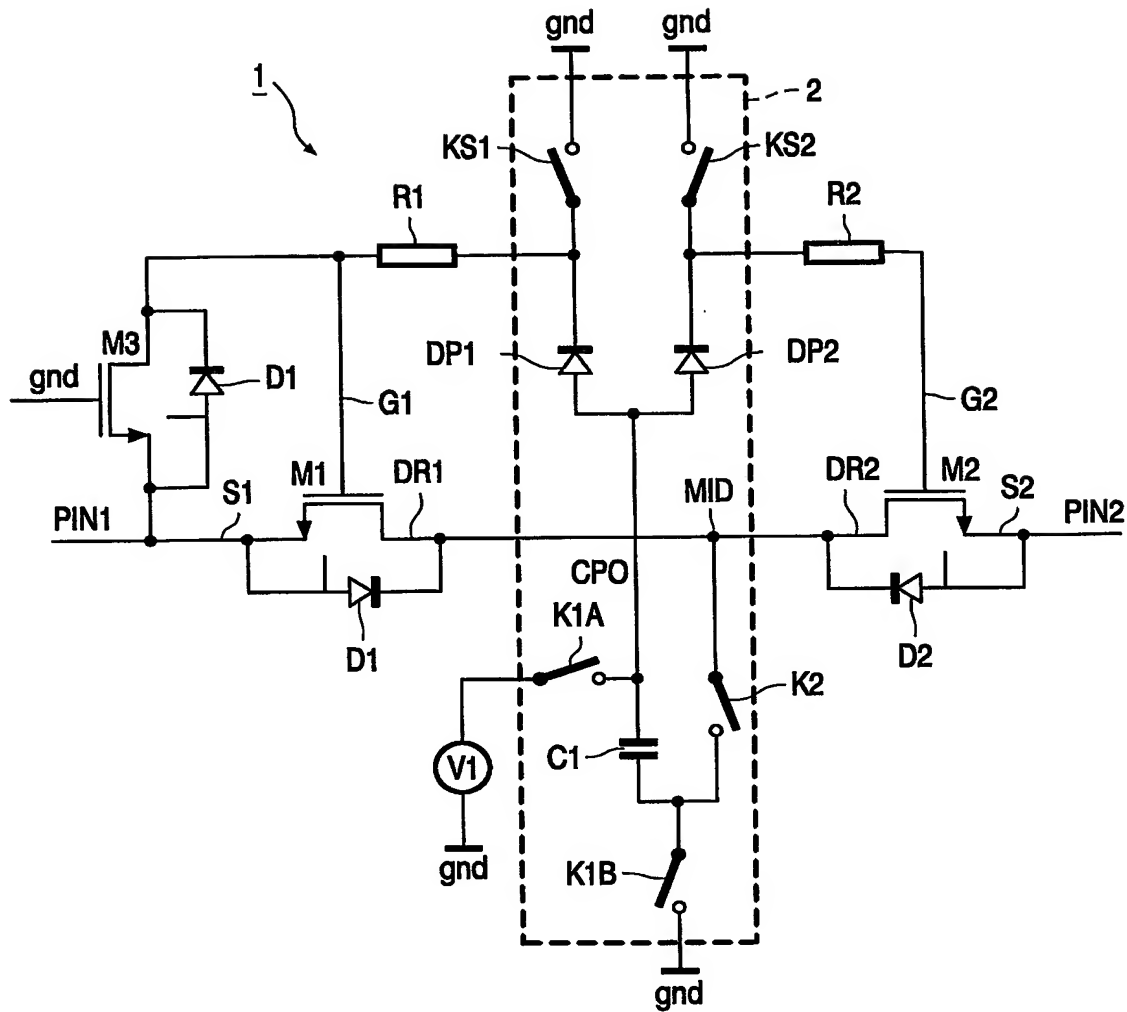 gnd
gnd
1
2
KS1
KS2
R1
R2
M3
DP1
DP2
gnd
D1
G1
G2
M1
DR1
MID
DR2
M2
S1
S2
PIN1
PIN2
CPO
K1A
D1
D2
K2
C1
V1
gnd
K1B
gnd